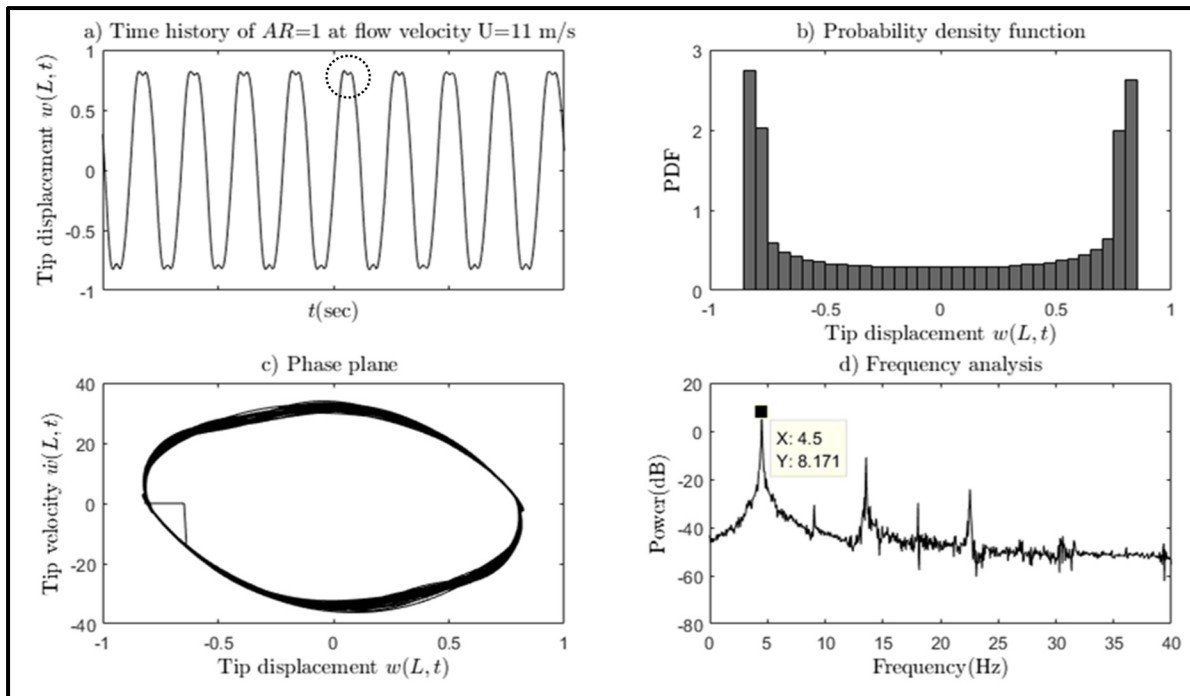 a) Time history of AR=1 at flow velocity U=11 m/s
1
0.5
0
-0.5
-1
Tip displacement w(L,t)
t(sec)
b) Probability density function
3
2
1
0
PDF
-1 -0.5 0 0.5 1
Tip displacement w(L,t)
c) Phase plane
40
20
0
-20
-40
Tip velocity ẇ(L,t)
-1 -0.5 0 0.5 1
Tip displacement w(L,t)
d) Frequency analysis
20
0
-20
-40
-60
-80
Power(dB)
X: 4.5
Y: 8.171
0 5 10 15 20 25 30 35 40
Frequency(Hz)